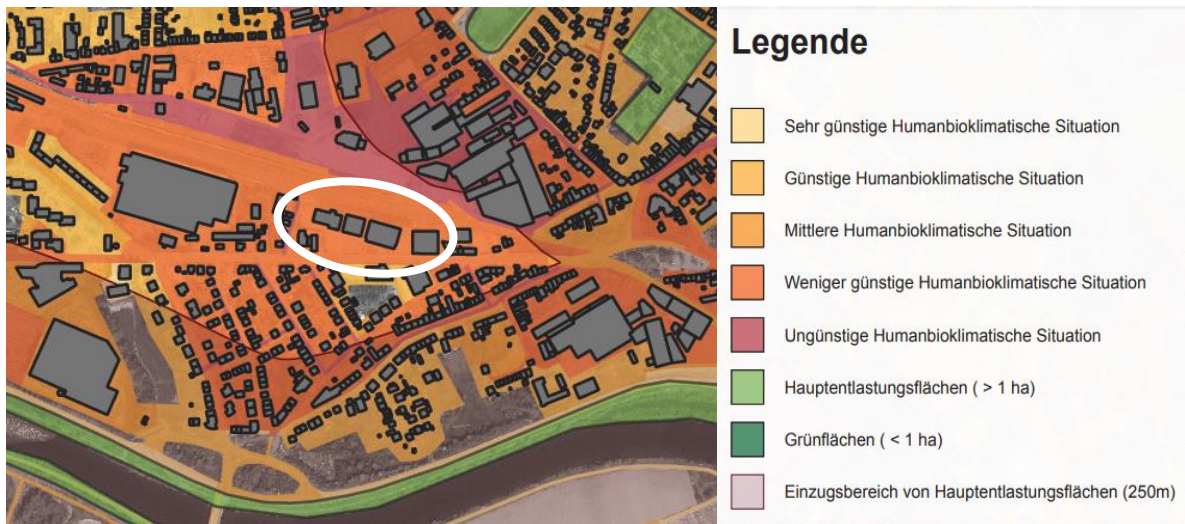 Legende
Sehr günstige Humanbioklimatische Situation
Günstige Humanbioklimatische Situation
Mittlere Humanbioklimatische Situation
Weniger günstige Humanbioklimatische Situation
Ungünstige Humanbioklimatische Situation
Hauptentlastungsflächen ( > 1 ha)
Grünflächen ( < 1 ha)
Einzugsbereich von Hauptentlastungsflächen (250m)